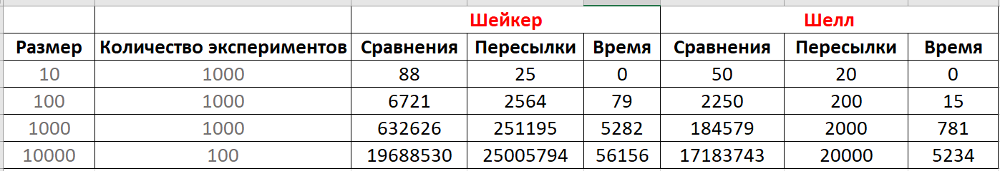 Шейкер Шелл
Размер Количество экспериментов Сравнения Пересылки Время Сравнения Пересылки Время
10 1000 88 25 0 50 20 0
100 1000 6721 2564 79 2250 200 15
1000 1000 632626 251195 5282 184579 2000 781
10000 100 19688530 25005794 56156 17183743 20000 5234